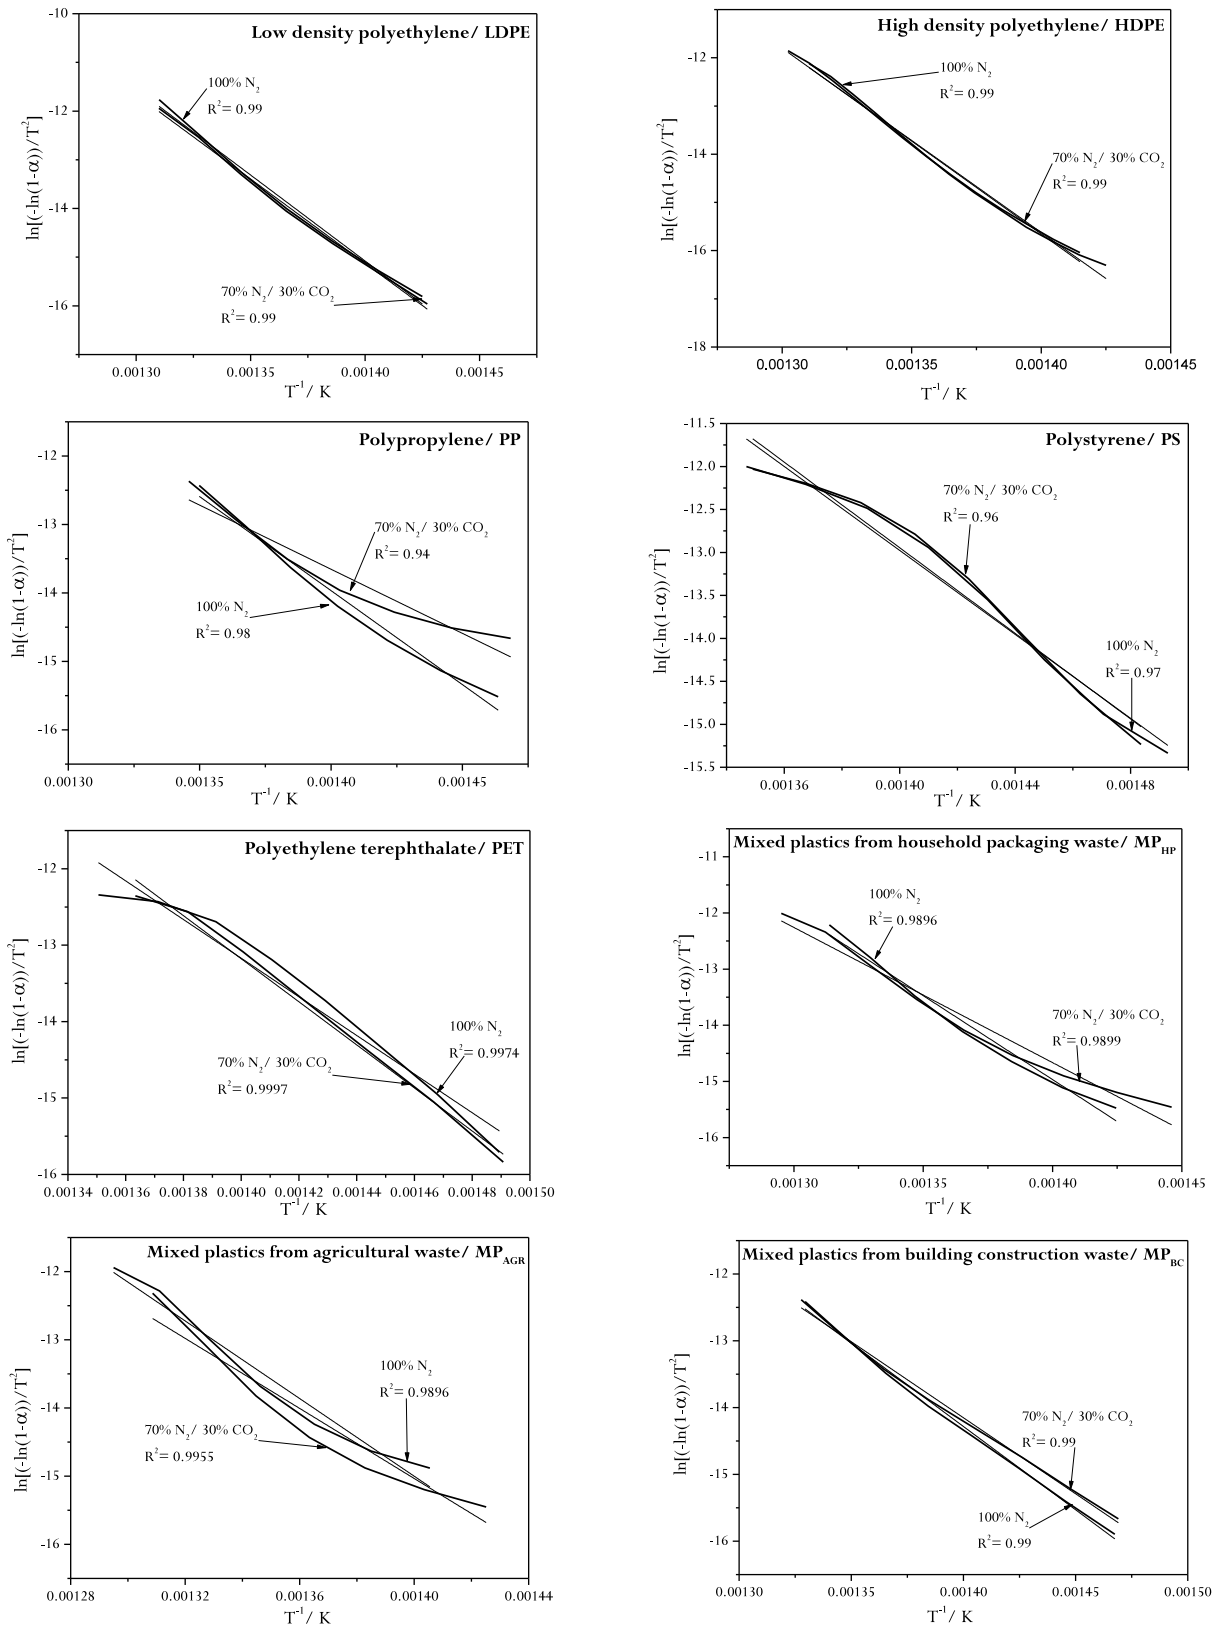 Low density polyethylene/ LDPE
ln[(-ln(1-α))/T²]
-10
-12
-14
-16
100% N₂
R²= 0.99
70% N₂/ 30% CO₂
R²= 0.99
0.00130 0.00135 0.00140 0.00145
T⁻¹/ K
High density polyethylene/ HDPE
ln[(-ln(1-α))/T²]
-12
-14
-16
-18
100% N₂
R²= 0.99
70% N₂/ 30% CO₂
R²= 0.99
0.00130 0.00135 0.00140 0.00145
T⁻¹/ K
Polypropylene/ PP
ln[(-ln(1-α))/T²]
-12
-13
-14
-15
-16
70% N₂/ 30% CO₂
R²= 0.94
100% N₂
R²= 0.98
0.00130 0.00135 0.00140 0.00145
T⁻¹/ K
Polystyrene/ PS
ln[(-ln(1-α))/T²]
-11.5
-12.0
-12.5
-13.0
-13.5
-14.0
-14.5
-15.0
-15.5
70% N₂/ 30% CO₂
R²= 0.96
100% N₂
R²= 0.97
0.00136 0.00140 0.00144 0.00148
T⁻¹/ K
Polyethylene terephthalate/ PET
ln[(-ln(1-α))/T²]
-12
-13
-14
-15
-16
100% N₂
R²= 0.9974
70% N₂/ 30% CO₂
R²= 0.9997
0.00134 0.00136 0.00138 0.00140 0.00142 0.00144 0.00146 0.00148 0.00150
T⁻¹/ K
Mixed plastics from household packaging waste/ MP_HP
ln[(-ln(1-α))/T²]
-11
-12
-13
-14
-15
-16
100% N₂
R²= 0.9896
70% N₂/ 30% CO₂
R²= 0.9899
0.00130 0.00135 0.00140 0.00145
T⁻¹/ K
Mixed plastics from agricultural waste/ MP_AGR
ln[(-ln(1-α))/T²]
-12
-13
-14
-15
-16
100% N₂
R²= 0.9896
70% N₂/ 30% CO₂
R²= 0.9955
0.00128 0.00132 0.00136 0.00140 0.00144
T⁻¹/ K
Mixed plastics from building construction waste/ MP_BC
ln[(-ln(1-α))/T²]
-12
-13
-14
-15
-16
70% N₂/ 30% CO₂
R²= 0.99
100% N₂
R²= 0.99
0.00130 0.00135 0.00140 0.00145 0.00150
T⁻¹/ K